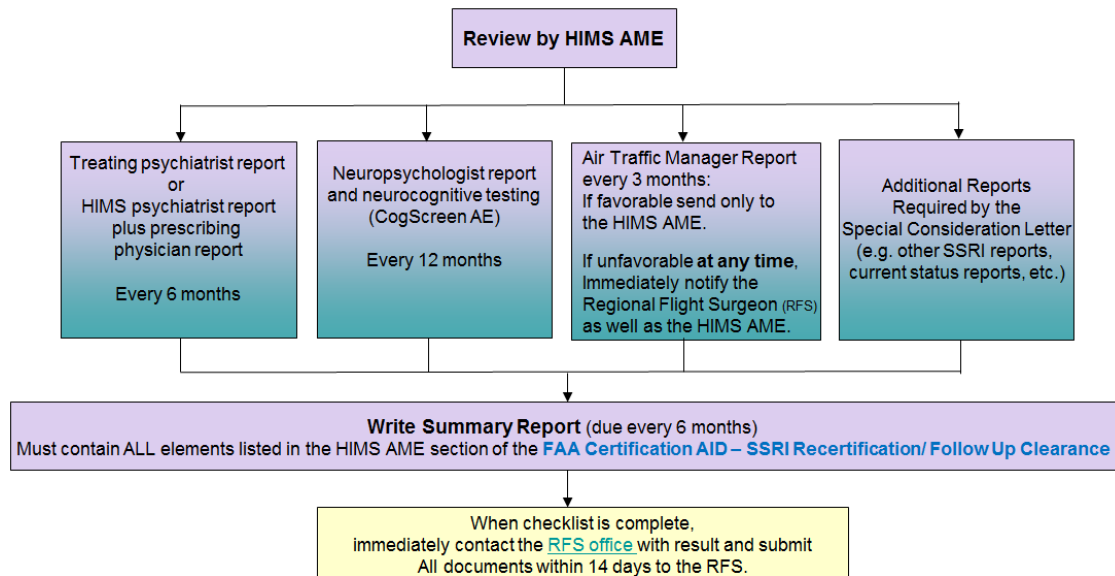 Review by HIMS AME
Treating psychiatrist report
or
HIMS psychiatrist report
plus prescribing
physician report
Every 6 months
Neuropsychologist report
and neurocognitive testing
(CogScreen AE)
Every 12 months
Air Traffic Manager Report
every 3 months:
If favorable send only to
the HIMS AME.
If unfavorable at any time,
Immediately notify the
Regional Flight Surgeon (RFS)
as well as the HIMS AME.
Additional Reports
Required by the
Special Consideration Letter
(e.g. other SSRI reports,
current status reports, etc.)
Write Summary Report (due every 6 months)
Must contain ALL elements listed in the HIMS AME section of the FAA Certification AID – SSRI Recertification/ Follow Up Clearance
When checklist is complete,
immediately contact the RFS office with result and submit
All documents within 14 days to the RFS.